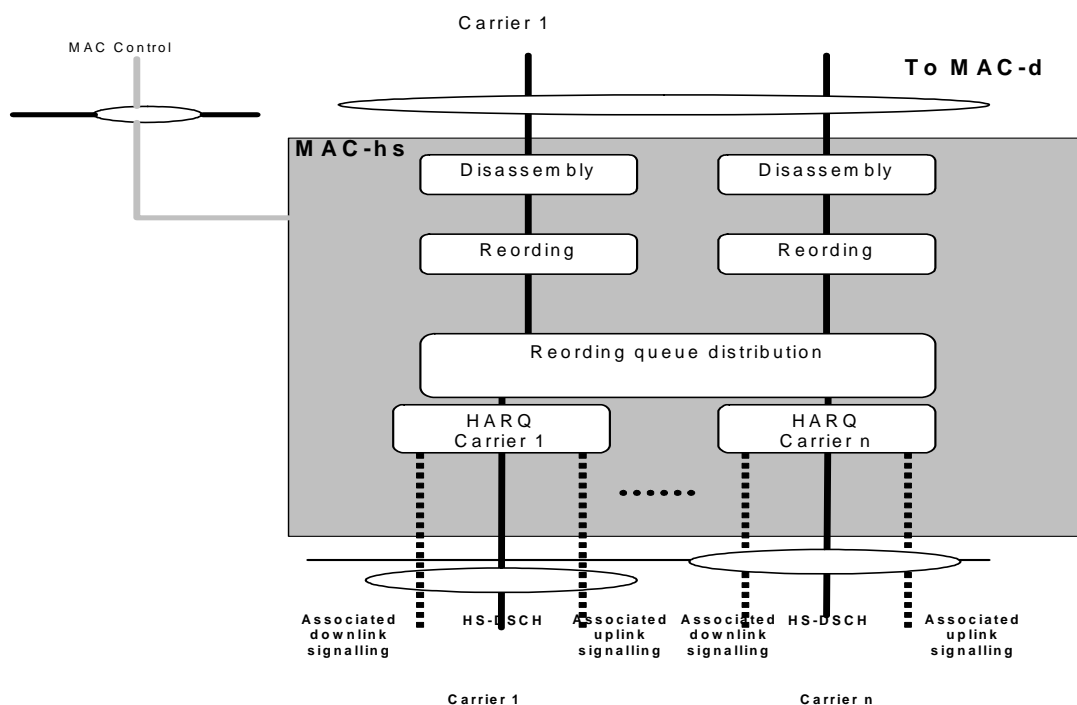 Carrier 1
MAC Control
To MAC-d
MAC-hs
Disassembly
Disassembly
Reording
Reording
Reording queue distribution
HARQ
Carrier 1
HARQ
Carrier n
Associated
downlink
signalling
HS-DSCH
Associated
uplink
signalling
Associated
downlink
signalling
HS-DSCH
Associated
uplink
signalling
Carrier 1
Carrier n